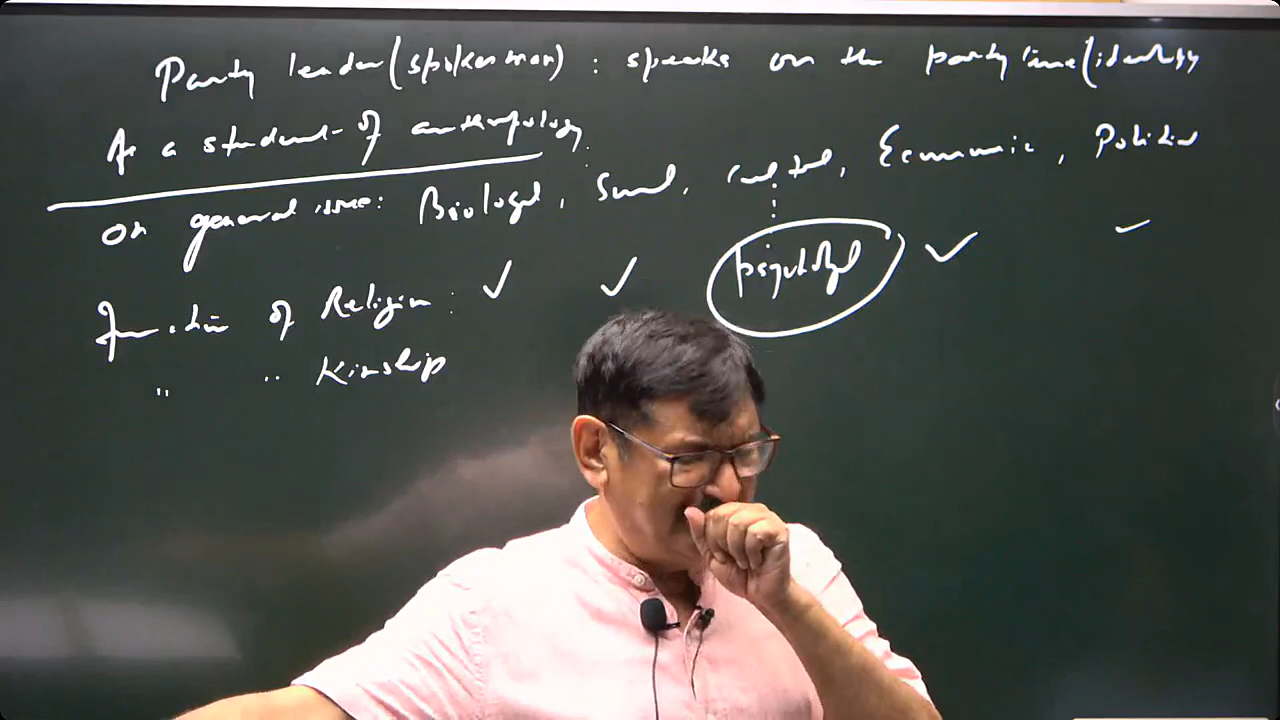 Party leader (spokesman) : speaks on the party line (ideology
As a student of anthropology
On general issue: Biological, Social, cultural, Economic, Political
psychological
Function of Religion :
" " Kinship